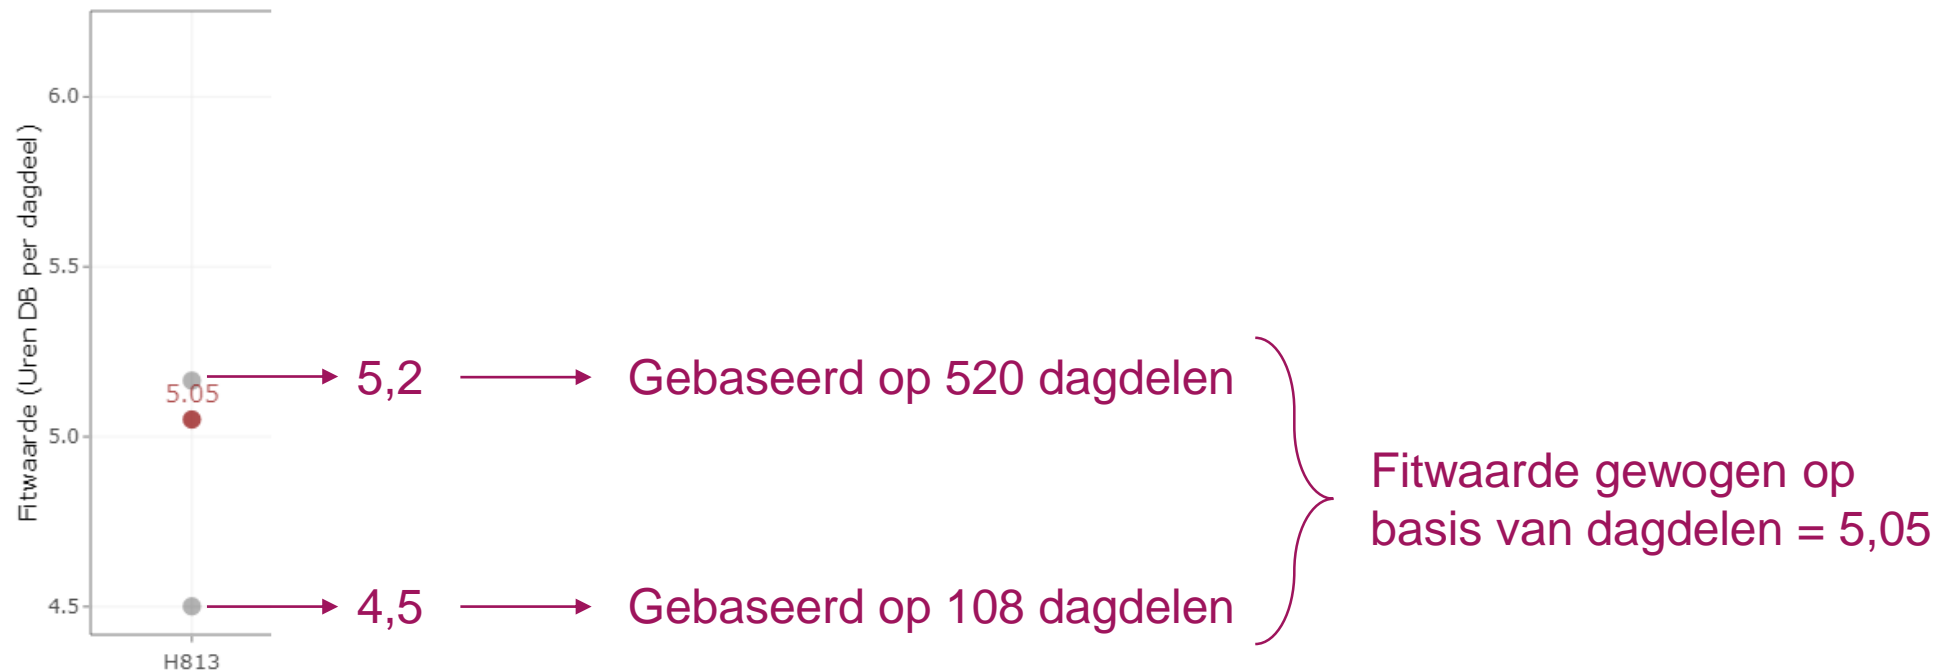 Fitwaarde (Uren DB per dagdeel)
6.0
5.5
5.0
4.5
5.05
H813
5,2
Gebaseerd op 520 dagdelen
4,5
Gebaseerd op 108 dagdelen
Fitwaarde gewogen op
basis van dagdelen = 5,05